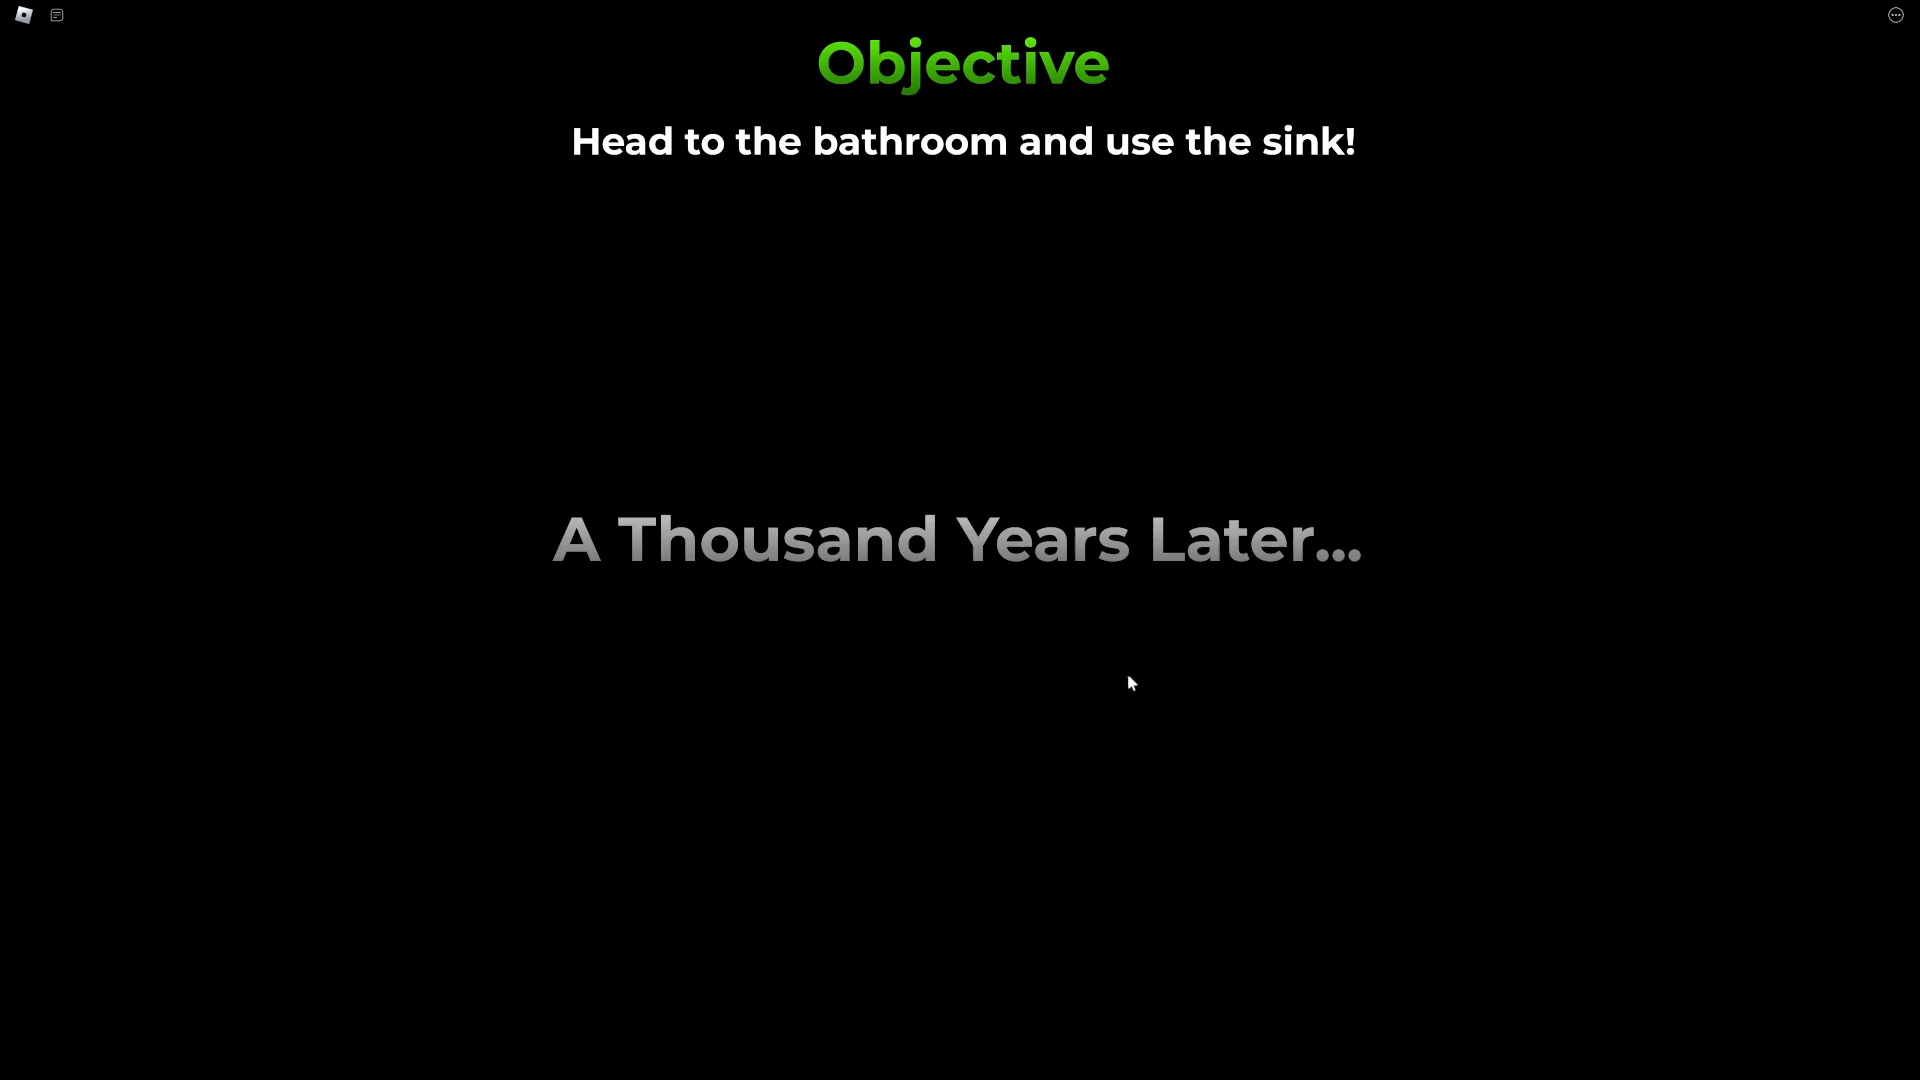 Objective
Head to the bathroom and use the sink!
A Thousand Years Later...